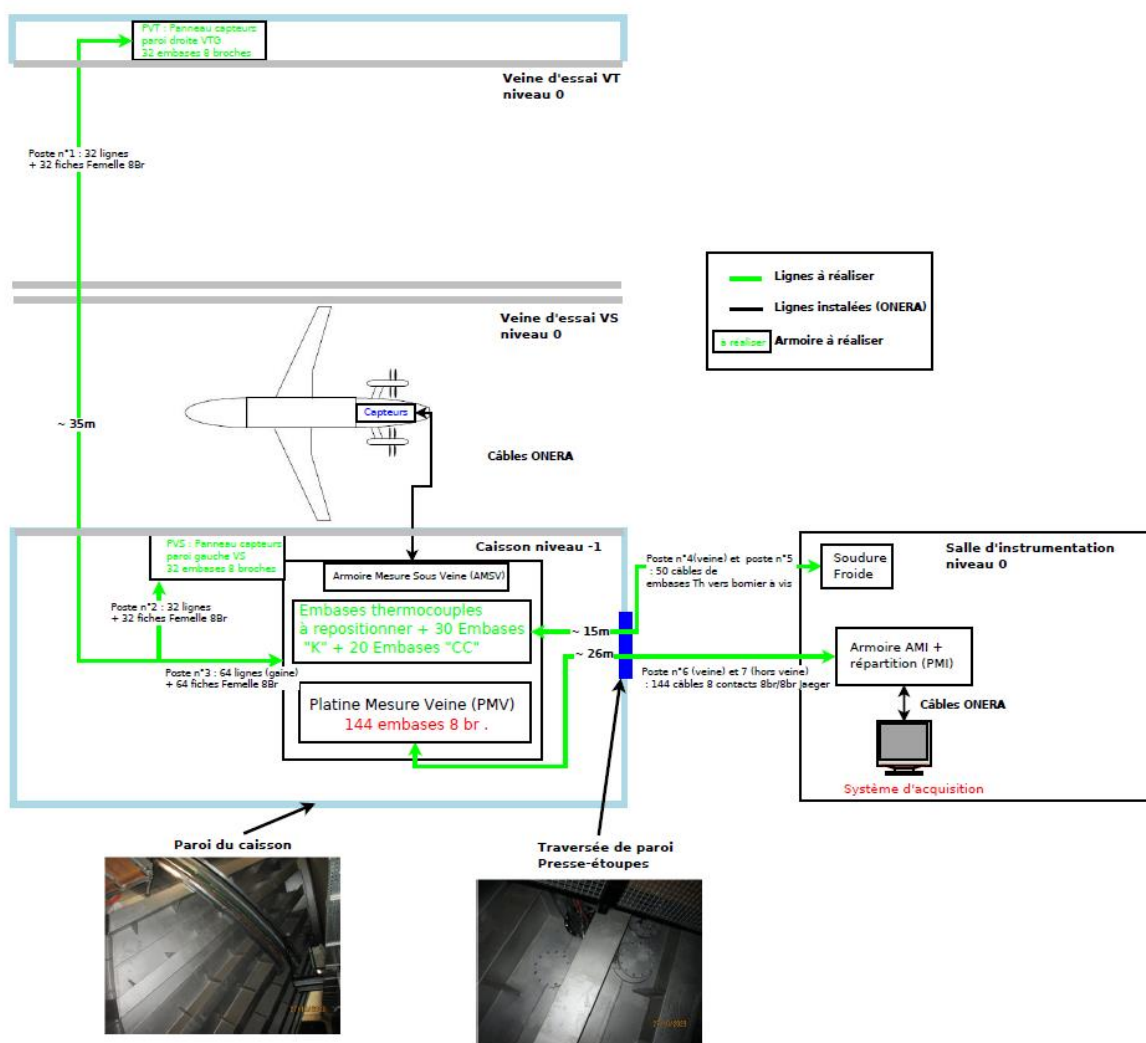 PVT : Panneau capteurs
paroi droite VTG
32 embases 8 broches
Veine d'essai VT
niveau 0
Poste n°1 : 32 lignes
+ 32 fiches Femelle 8Br
Lignes à réaliser
Lignes instalées (ONERA)
à réaliser Armoire à réaliser
Veine d'essai VS
niveau 0
Capteurs
~ 35m
Câbles ONERA
PVS : Panneau capteurs
paroi gauche VS
32 embases 8 broches
Caisson niveau -1
Armoire Mesure Sous Veine (AMSV)
Poste n°4(veine) et poste n°5
: 50 câbles de
embases Th vers bornier à vis
Soudure
Froide
Salle d'instrumentation
niveau 0
Poste n°2 : 32 lignes
+ 32 fiches Femelle 8Br
Embases thermocouples
à repositionner + 30 Embases
"K" + 20 Embases "CC"
~ 15m
~ 26m
Armoire AMI +
répartition (PMI)
Poste n°3 : 64 lignes (gaine)
+ 64 fiches Femelle 8Br
Poste n°6 (veine) et 7 (hors veine)
: 144 câbles 8 contacts 8br/8br Jaeger
Platine Mesure Veine (PMV)
144 embases 8 br .
Câbles ONERA
Système d'acquisition
Paroi du caisson
Traversée de paroi
Presse-étoupes